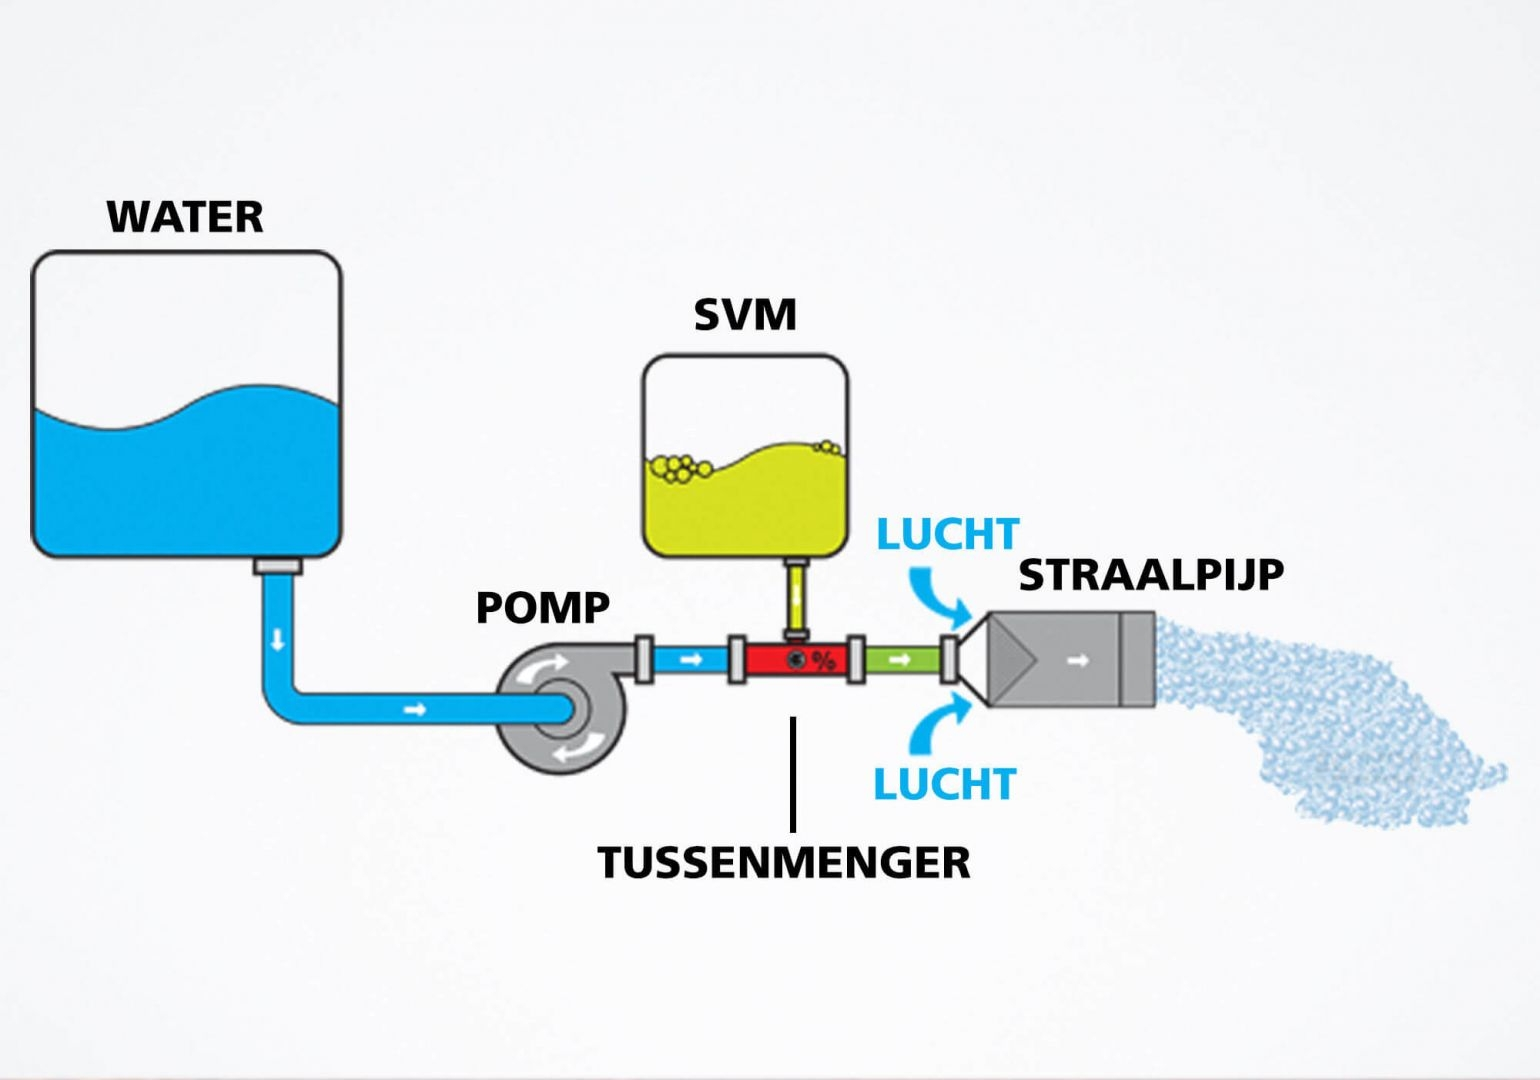 WATER
SVM
LUCHT
STRAALPIJP
POMP
%
LUCHT
TUSSENMENGER